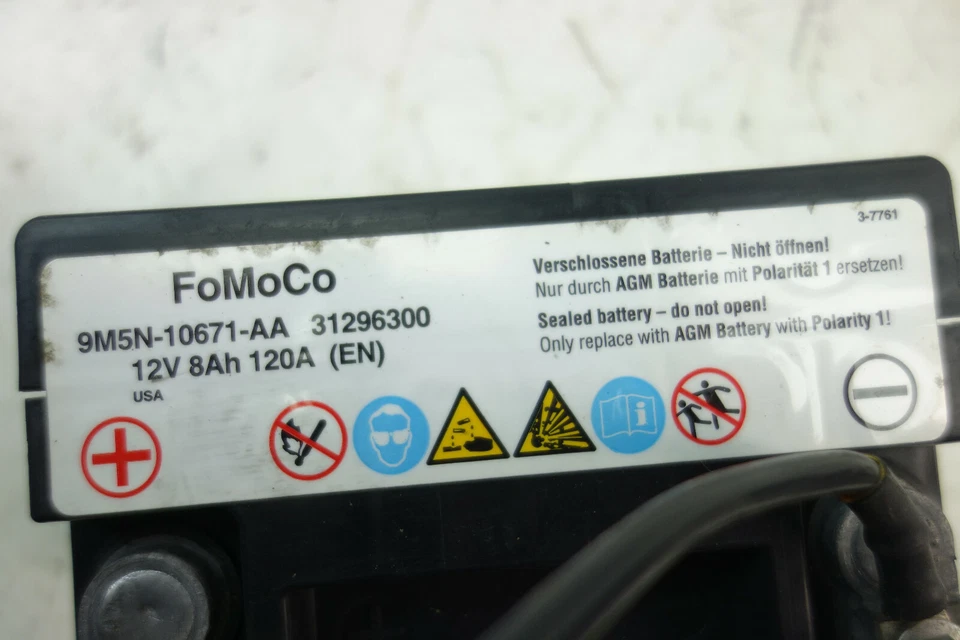 3-7761
FoMoCo
9M5N-10671-AA 31296300
12V 8Ah 120A (EN)
USA
Verschlossene Batterie – Nicht öffnen!
Nur durch AGM Batterie mit Polarität 1 ersetzen!
Sealed battery – do not open!
Only replace with AGM Battery with Polarity 1!